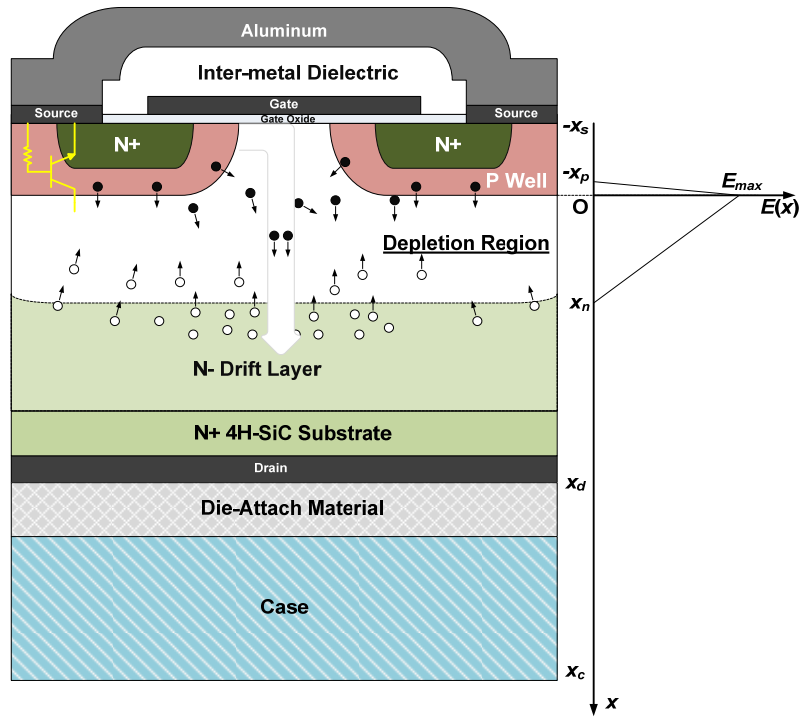 Aluminum
Inter-metal Dielectric
Gate
Source
Gate Oxide
Source
-xs
N+
N+
-xp
P Well
Emax
O
E(x)
Depletion Region
xn
N- Drift Layer
N+ 4H-SiC Substrate
Drain
xd
Die-Attach Material
Case
xc
x